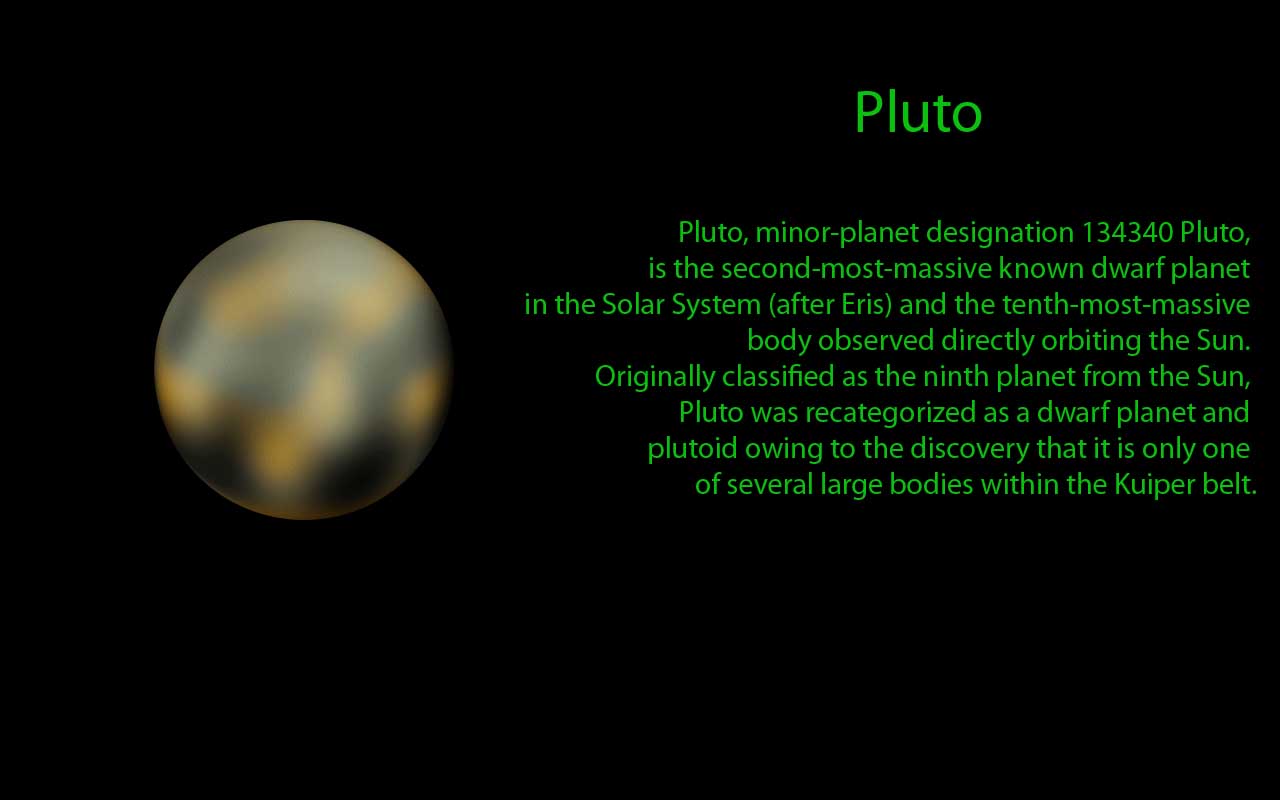 Pluto
Pluto, minor-planet designation 134340 Pluto,
is the second-most-massive known dwarf planet
in the Solar System (after Eris) and the tenth-most-massive
body observed directly orbiting the Sun.
Originally classified as the ninth planet from the Sun,
Pluto was recategorized as a dwarf planet and
plutoid owing to the discovery that it is only one
of several large bodies within the Kuiper belt.